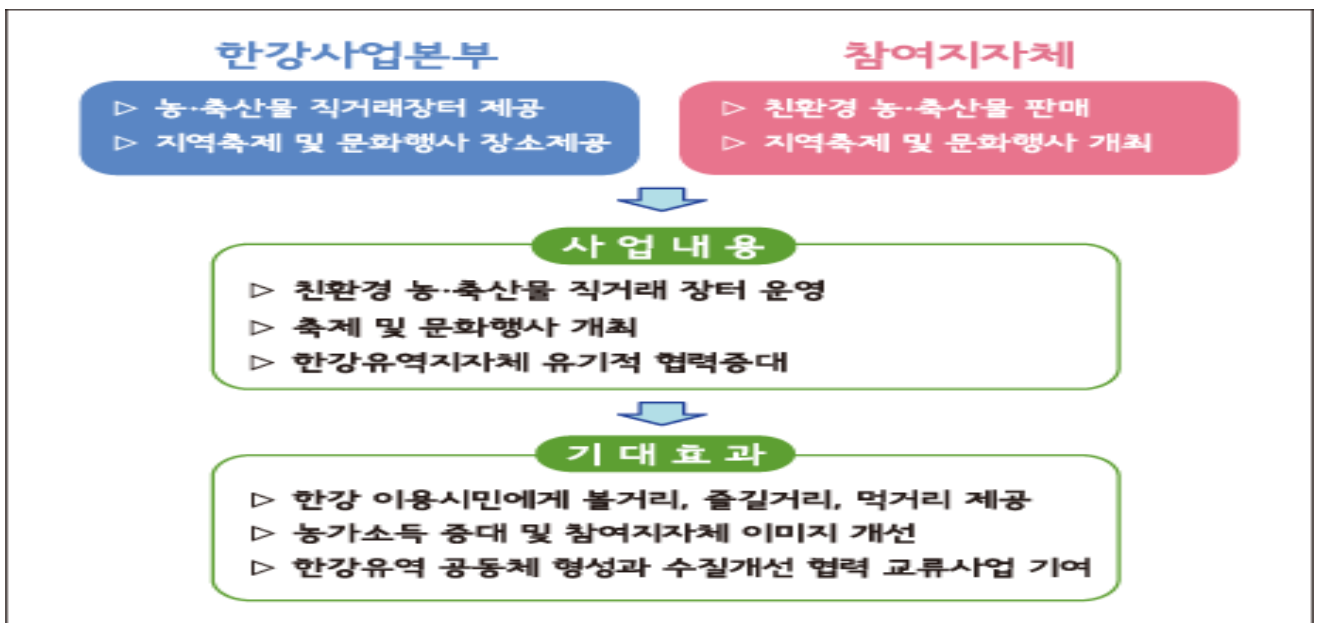 한강사업본부
▷ 농·축산물 직거래장터 제공
▷ 지역축제 및 문화행사 장소제공
참여지자체
▷ 친환경 농·축산물 판매
▷ 지역축제 및 문화행사 개최
사 업 내 용
▷ 친환경 농·축산물 직거래 장터 운영
▷ 축제 및 문화행사 개최
▷ 한강유역지자체 유기적 협력증대
기 대 효 과
▷ 한강 이용시민에게 볼거리, 즐길거리, 먹거리 제공
▷ 농가소득 증대 및 참여지자체 이미지 개선
▷ 한강유역 공동체 형성과 수질개선 협력 교류사업 기여